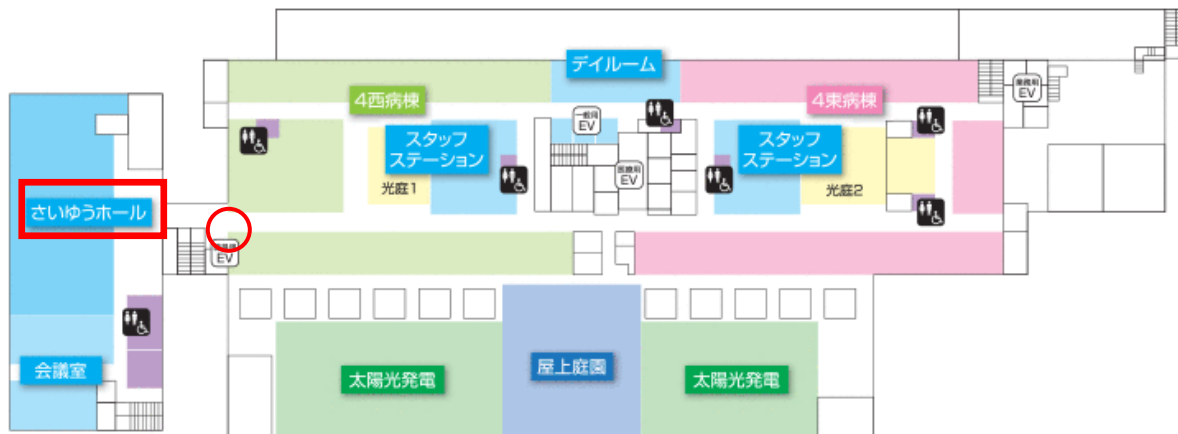 デイルーム
4西病棟
4東病棟
業務用
EV
一般用
EV
スタッフ
ステーション
スタッフ
ステーション
医療用
EV
光庭1
光庭2
さいゆうホール
EV
会議室
太陽光発電
屋上庭園
太陽光発電